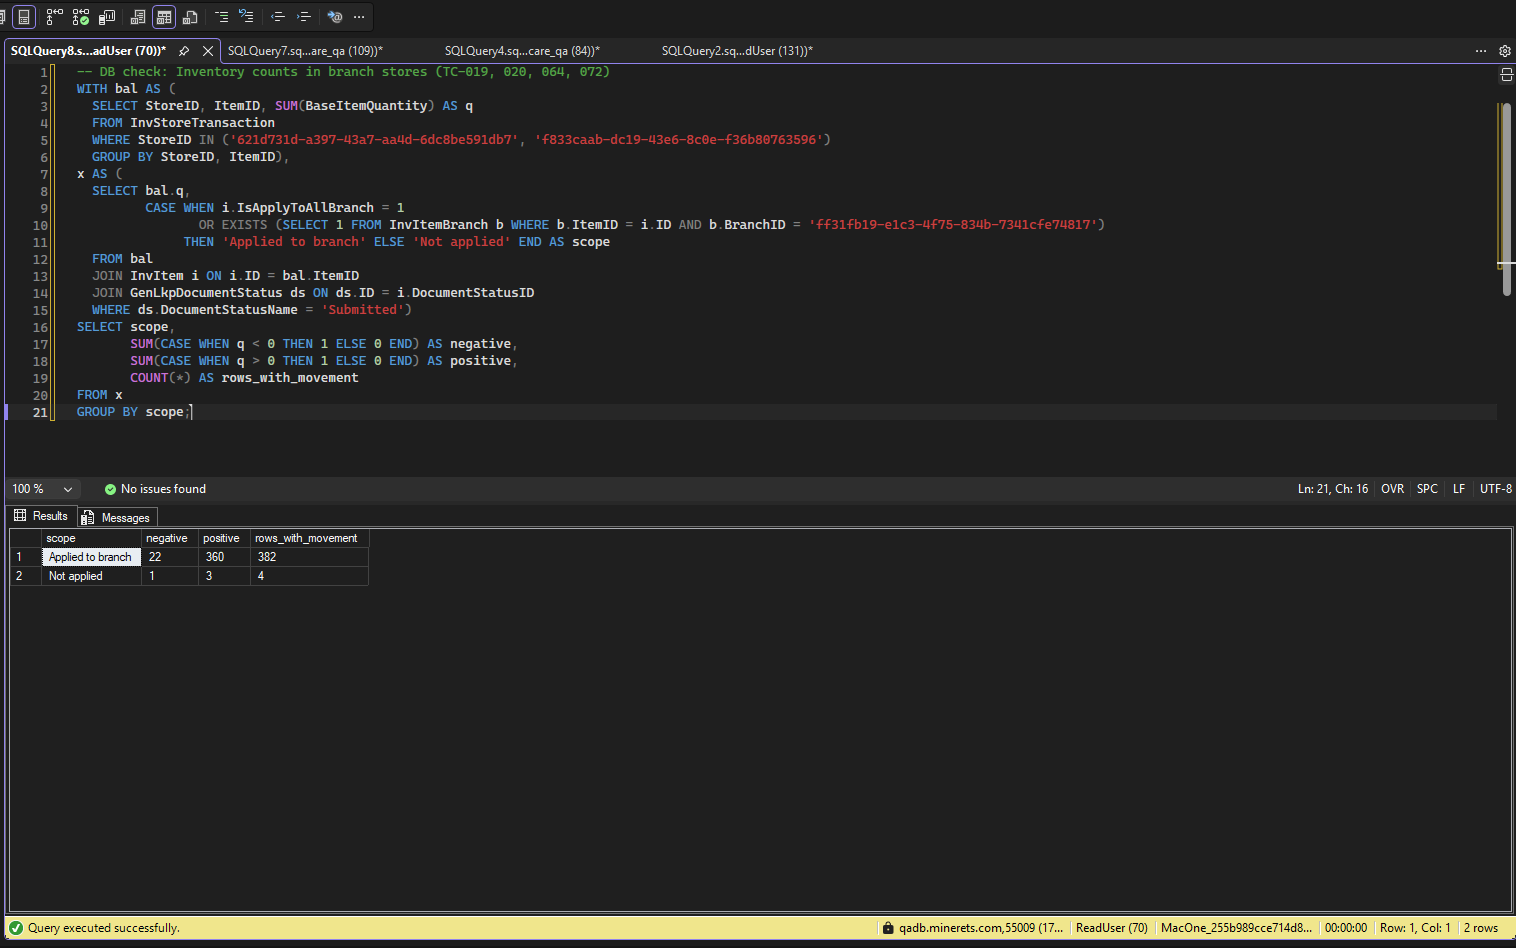 SQLQuery8.s...adUser (70))*
SQLQuery7.sq...are_qa (109))*
SQLQuery4.sq...care_qa (84))*
SQLQuery2.sq...dUser (131))*
1 -- DB check: Inventory counts in branch stores (TC-019, 020, 064, 072)
2 WITH bal AS (
3 SELECT StoreID, ItemID, SUM(BaseItemQuantity) AS q
4 FROM InvStoreTransaction
5 WHERE StoreID IN ('621d731d-a397-43a7-aa4d-6dc8be591db7', 'f833caab-dc19-43e6-8c0e-f36b80763596')
6 GROUP BY StoreID, ItemID),
7 x AS (
8 SELECT bal.q,
9 CASE WHEN i.IsApplyToAllBranch = 1
10 OR EXISTS (SELECT 1 FROM InvItemBranch b WHERE b.ItemID = i.ID AND b.BranchID = 'ff31fb19-e1c3-4f75-834b-7341cfe74817')
11 THEN 'Applied to branch' ELSE 'Not applied' END AS scope
12 FROM bal
13 JOIN InvItem i ON i.ID = bal.ItemID
14 JOIN GenLkpDocumentStatus ds ON ds.ID = i.DocumentStatusID
15 WHERE ds.DocumentStatusName = 'Submitted')
16 SELECT scope,
17 SUM(CASE WHEN q < 0 THEN 1 ELSE 0 END) AS negative,
18 SUM(CASE WHEN q > 0 THEN 1 ELSE 0 END) AS positive,
19 COUNT(*) AS rows_with_movement
20 FROM x
21 GROUP BY scope;
100 % No issues found Ln: 21, Ch: 16 OVR SPC LF UTF-8
Results Messages
scope negative positive rows_with_movement
1 Applied to branch 22 360 382
2 Not applied 1 3 4
Query executed successfully. qadb.minerets.com,55009 (17... ReadUser (70) MacOne_255b989cce714d8... 00:00:00 Row: 1, Col: 1 2 rows